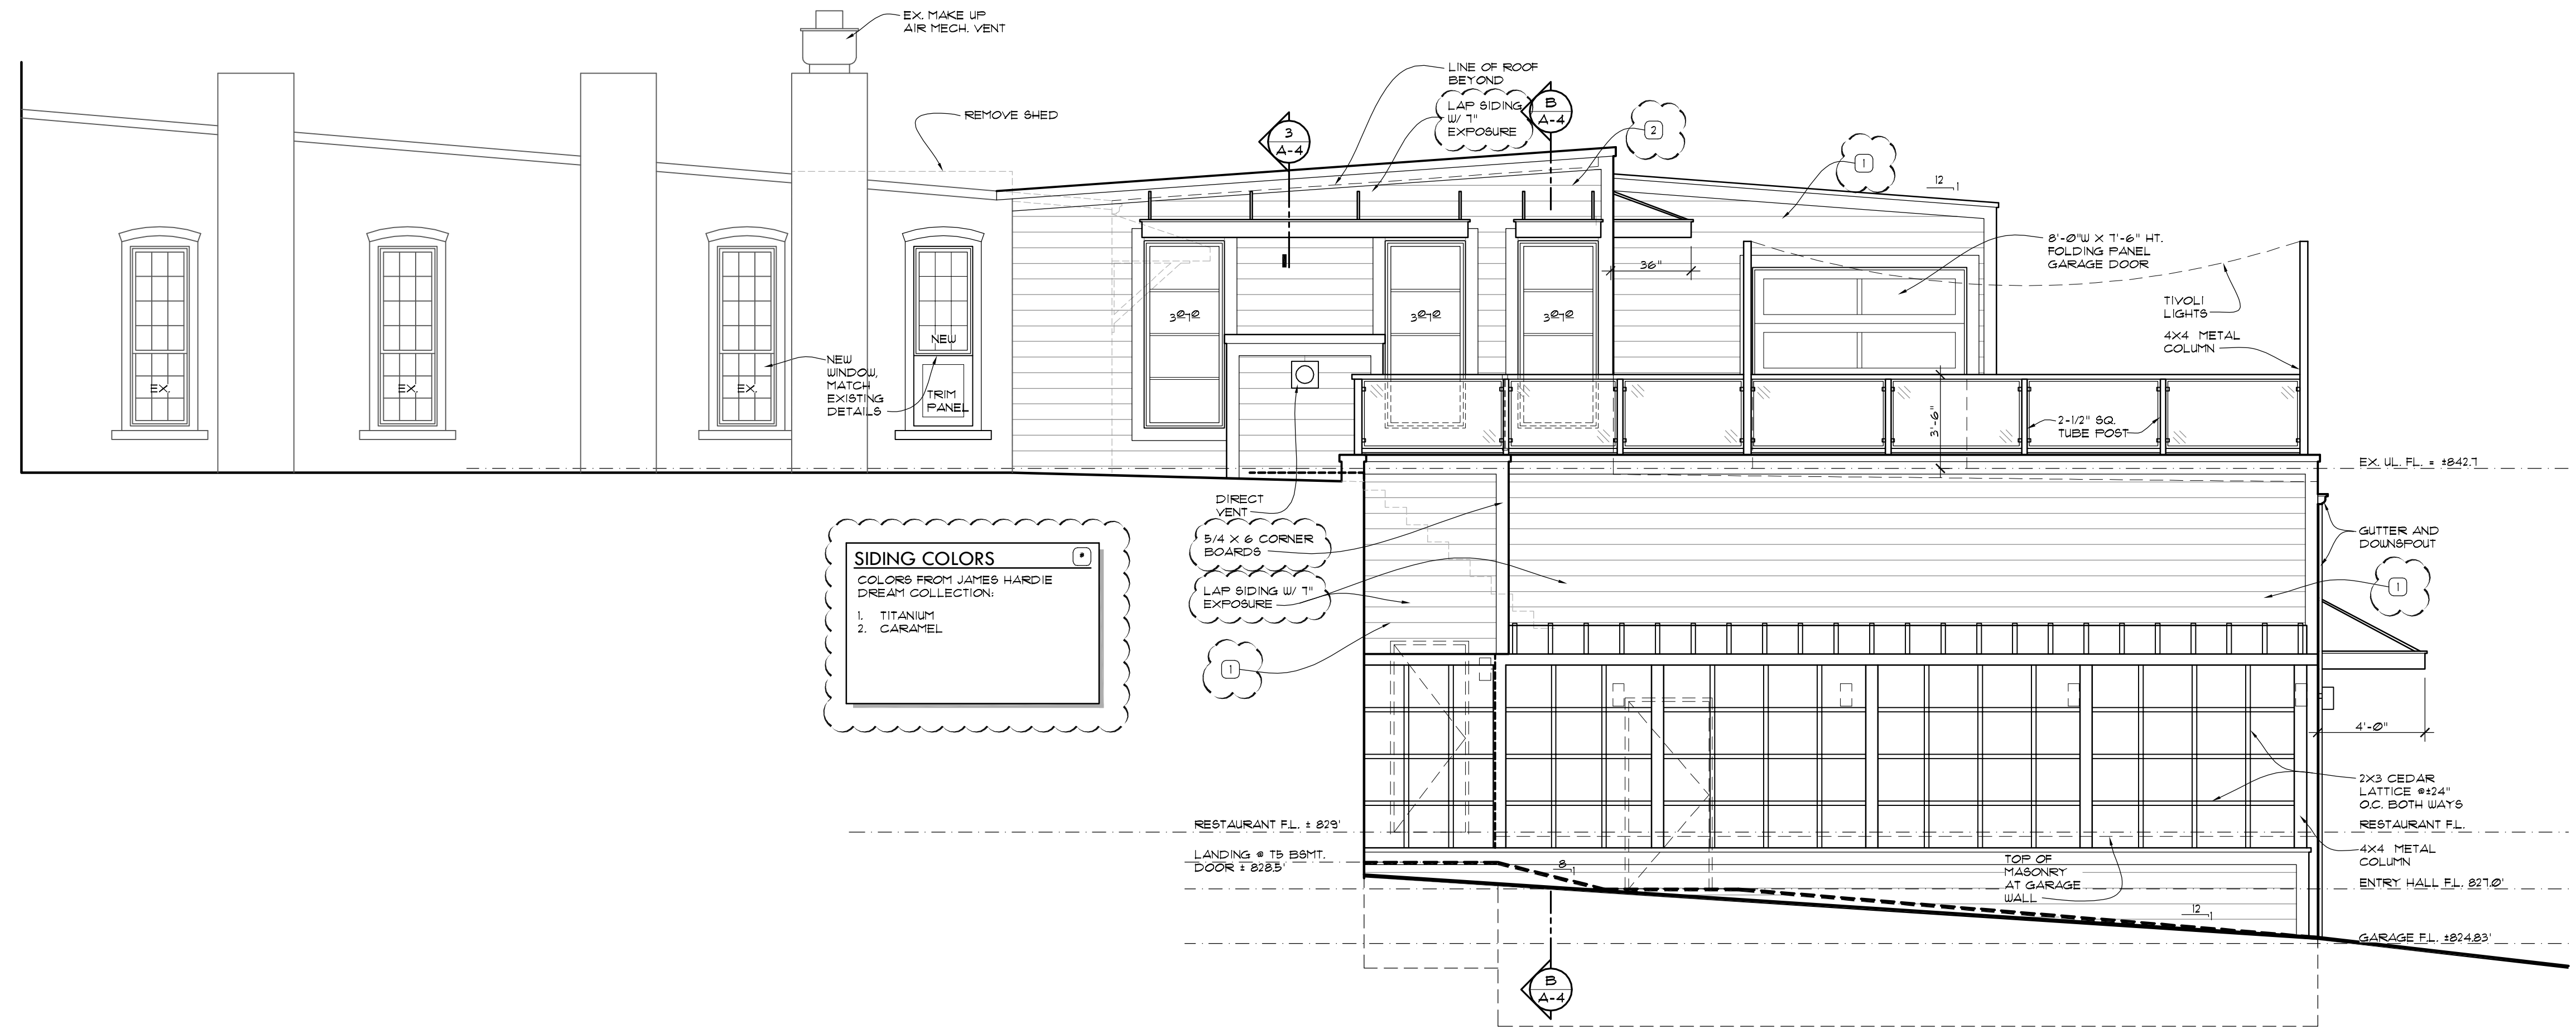 EX. MAKE UP
AIR MECH. VENT
LINE OF ROOF
BEYOND
LAP SIDING
W/ 7"
EXPOSURE
B
A-4
2
REMOVE SHED
3
A-4
1
12
1
8'-0"W X 7'-6" HT.
FOLDING PANEL
GARAGE DOOR
36"
TIVOLI
LIGHTS
4X4 METAL
COLUMN
3070
3070
3070
NEW
NEW
WINDOW,
MATCH
EXISTING
DETAILS
EX.
EX.
EX.
TRIM
PANEL
3'-6"
2-1/2" SQ.
TUBE POST
EX. UL. FL. = ±842.7
DIRECT
VENT
5/4 X 6 CORNER
BOARDS
LAP SIDING W/ 7"
EXPOSURE
1
GUTTER AND
DOWNSPOUT
1
SIDING COLORS
#
COLORS FROM JAMES HARDIE
DREAM COLLECTION:
1. TITANIUM
2. CARAMEL
4'-0"
2X3 CEDAR
LATTICE @±24"
O.C. BOTH WAYS
RESTAURANT F.L. ± 829'
RESTAURANT F.L.
LANDING @ T5 BSMT.
DOOR ± 828.5'
8
1
TOP OF
MASONRY
AT GARAGE
WALL
4X4 METAL
COLUMN
ENTRY HALL F.L. 827.0'
12
1
GARAGE F.L. ±824.83'
B
A-4